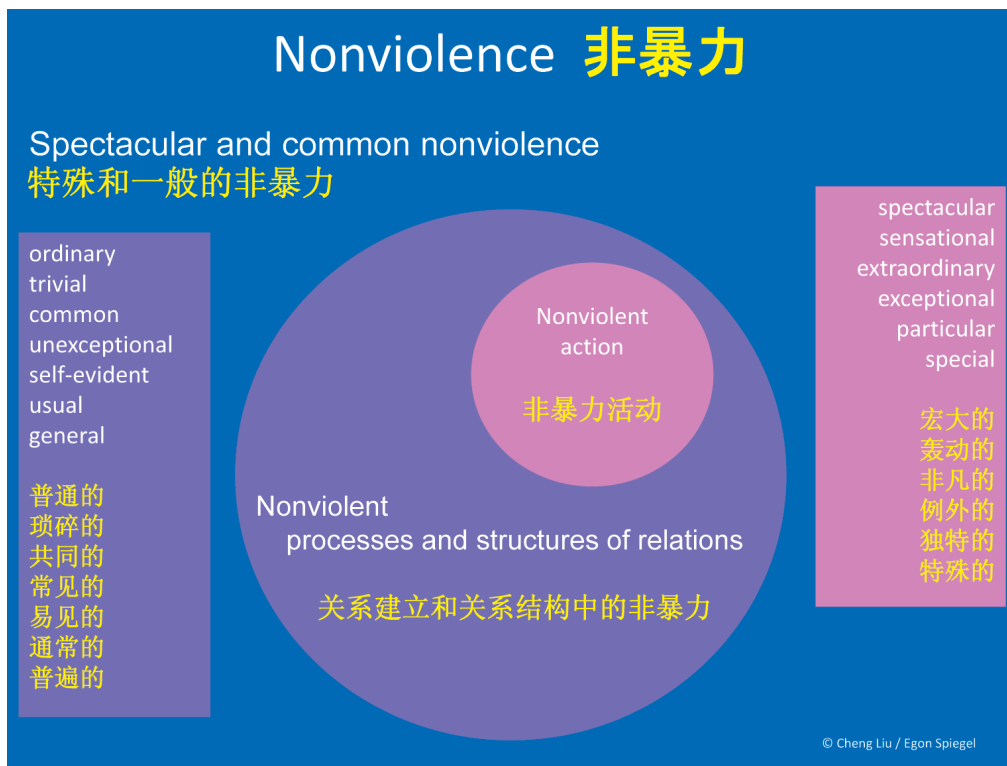 Nonviolence 非暴力
Spectacular and common nonviolence
特殊和一般的非暴力
ordinary
trivial
common
unexceptional
self-evident
usual
general
普通的
琐碎的
共同的
常见的
易见的
通常的
普遍的
Nonviolent
action
非暴力活动
Nonviolent
processes and structures of relations
关系建立和关系结构中的非暴力
spectacular
sensational
extraordinary
exceptional
particular
special
宏大的
轰动的
非凡的
例外的
独特的
特殊的
© Cheng Liu / Egon Spiegel